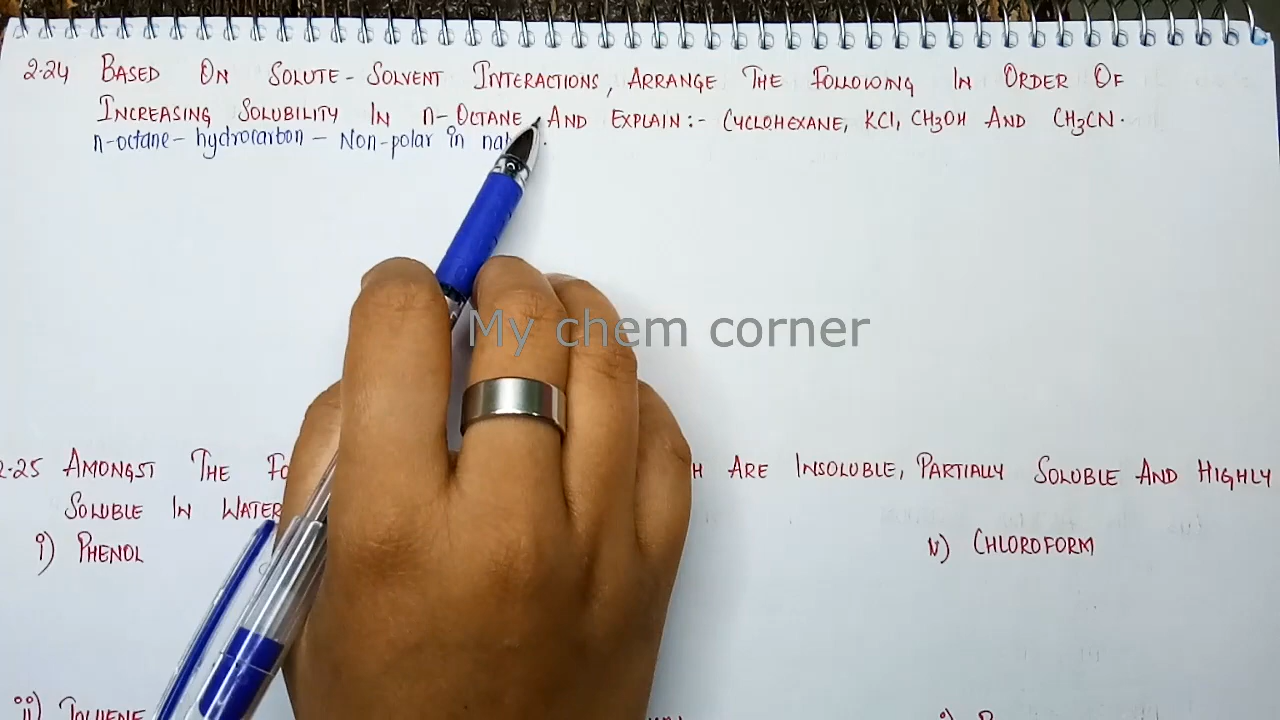 2.24 BASED ON SOLUTE-SOLVENT INTERACTIONS, ARRANGE THE FOLLOWING IN ORDER OF
INCREASING SOLUBILITY IN n-OCTANE AND EXPLAIN:- CYCLOHEXANE, KCl, CH3OH AND CH3CN.
n-octane- hydrocarbon - Non-polar in
My chem corner
2.25 AMONGST THE ARE INSOLUBLE, PARTIALLY SOLUBLE AND HIGHLY
SOLUBLE IN WATER
i) PHENOL
v) CHLOROFORM
ii) TOLUENE